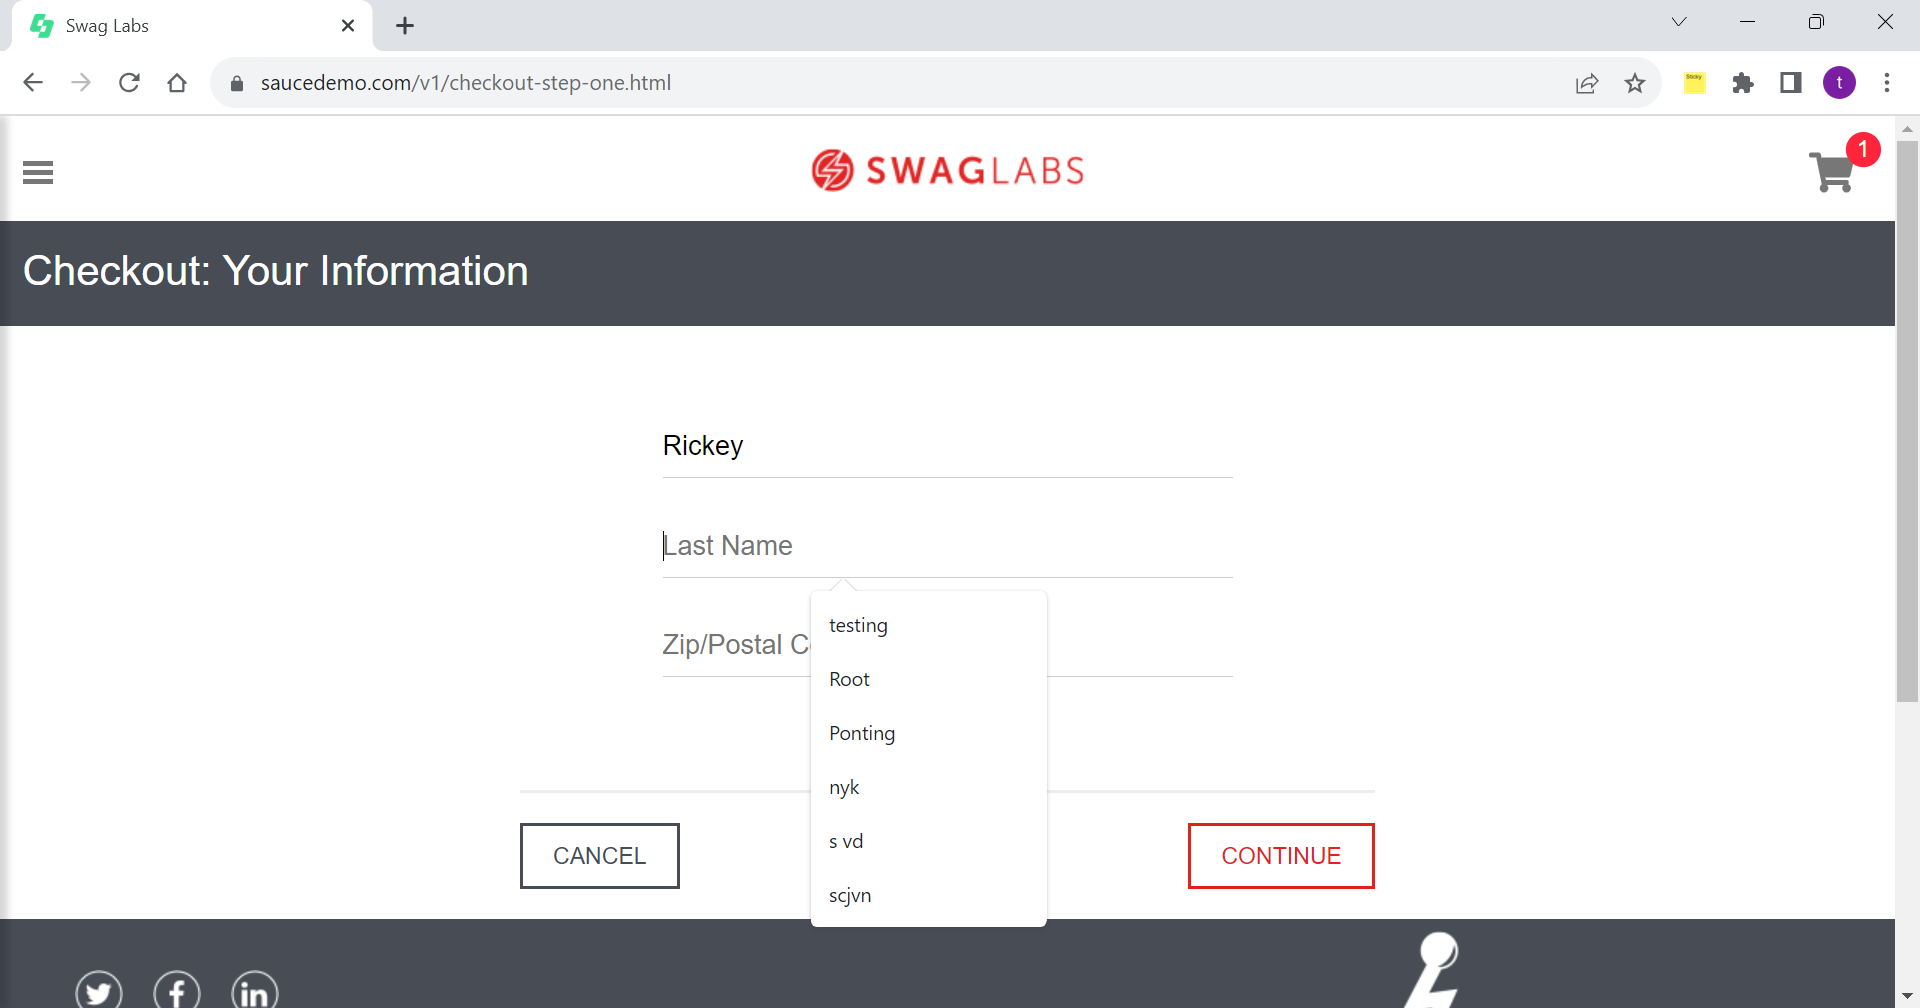 Swag Labs
saucedemo.com/v1/checkout-step-one.html
Sticky
t
SWAGLABS
1
Checkout: Your Information
Rickey
Last Name
Zip/Postal C
testing
Root
Ponting
nyk
s vd
scjvn
CANCEL
CONTINUE